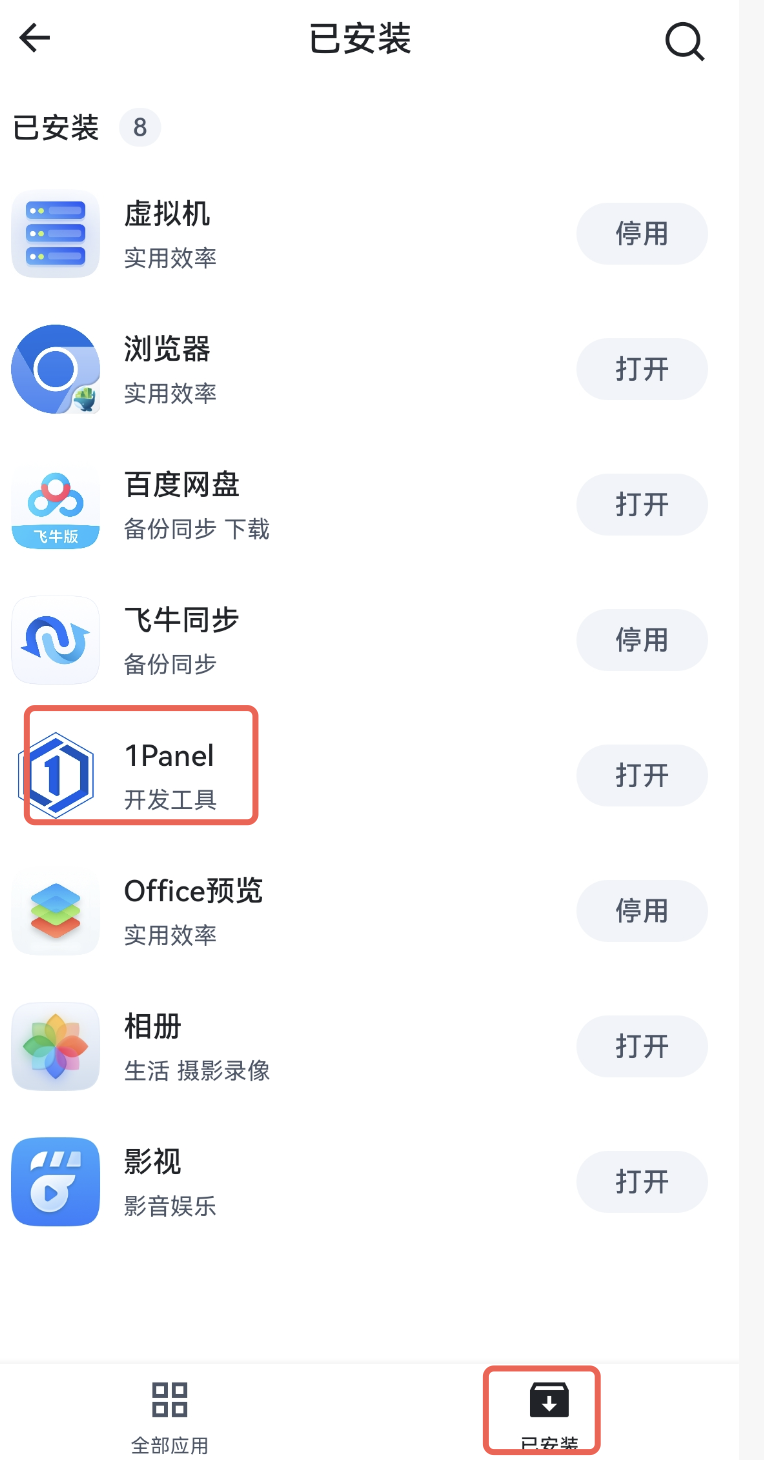 已安装
已安装 8
虚拟机
实用效率
停用
浏览器
实用效率
打开
百度网盘
备份同步 下载
打开
飞牛版
飞牛同步
备份同步
停用
1Panel
开发工具
打开
1
Office预览
实用效率
停用
相册
生活 摄影录像
打开
影视
影音娱乐
打开
全部应用
已安装